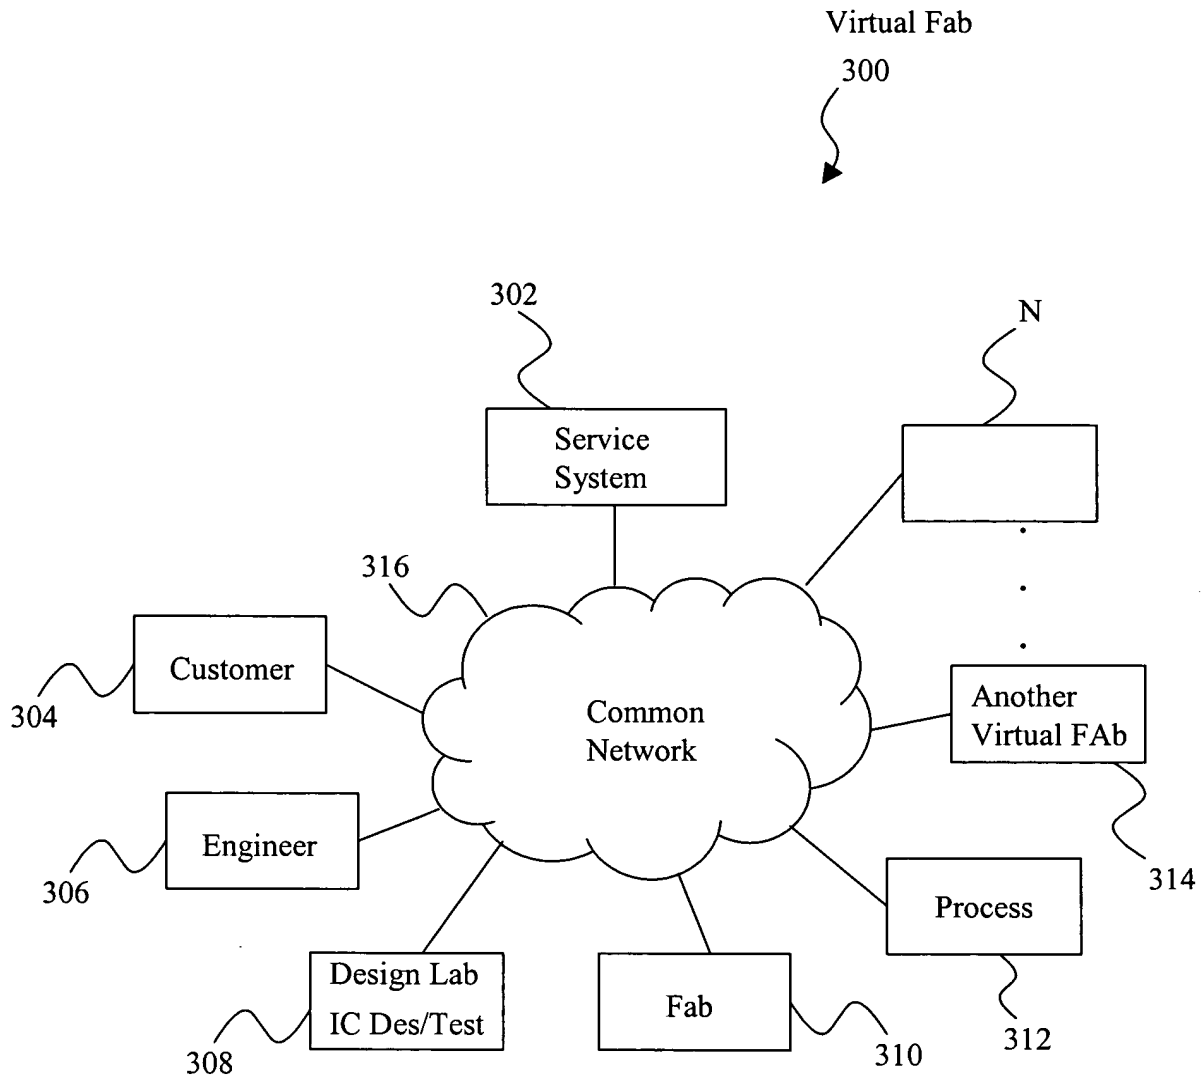 Virtual Fab
300
302
N
Service
System
316
Customer
304
Common
Network
Another
Virtual FAb
Engineer
306
314
Process
Design Lab
IC Des/Test
Fab
308
310
312